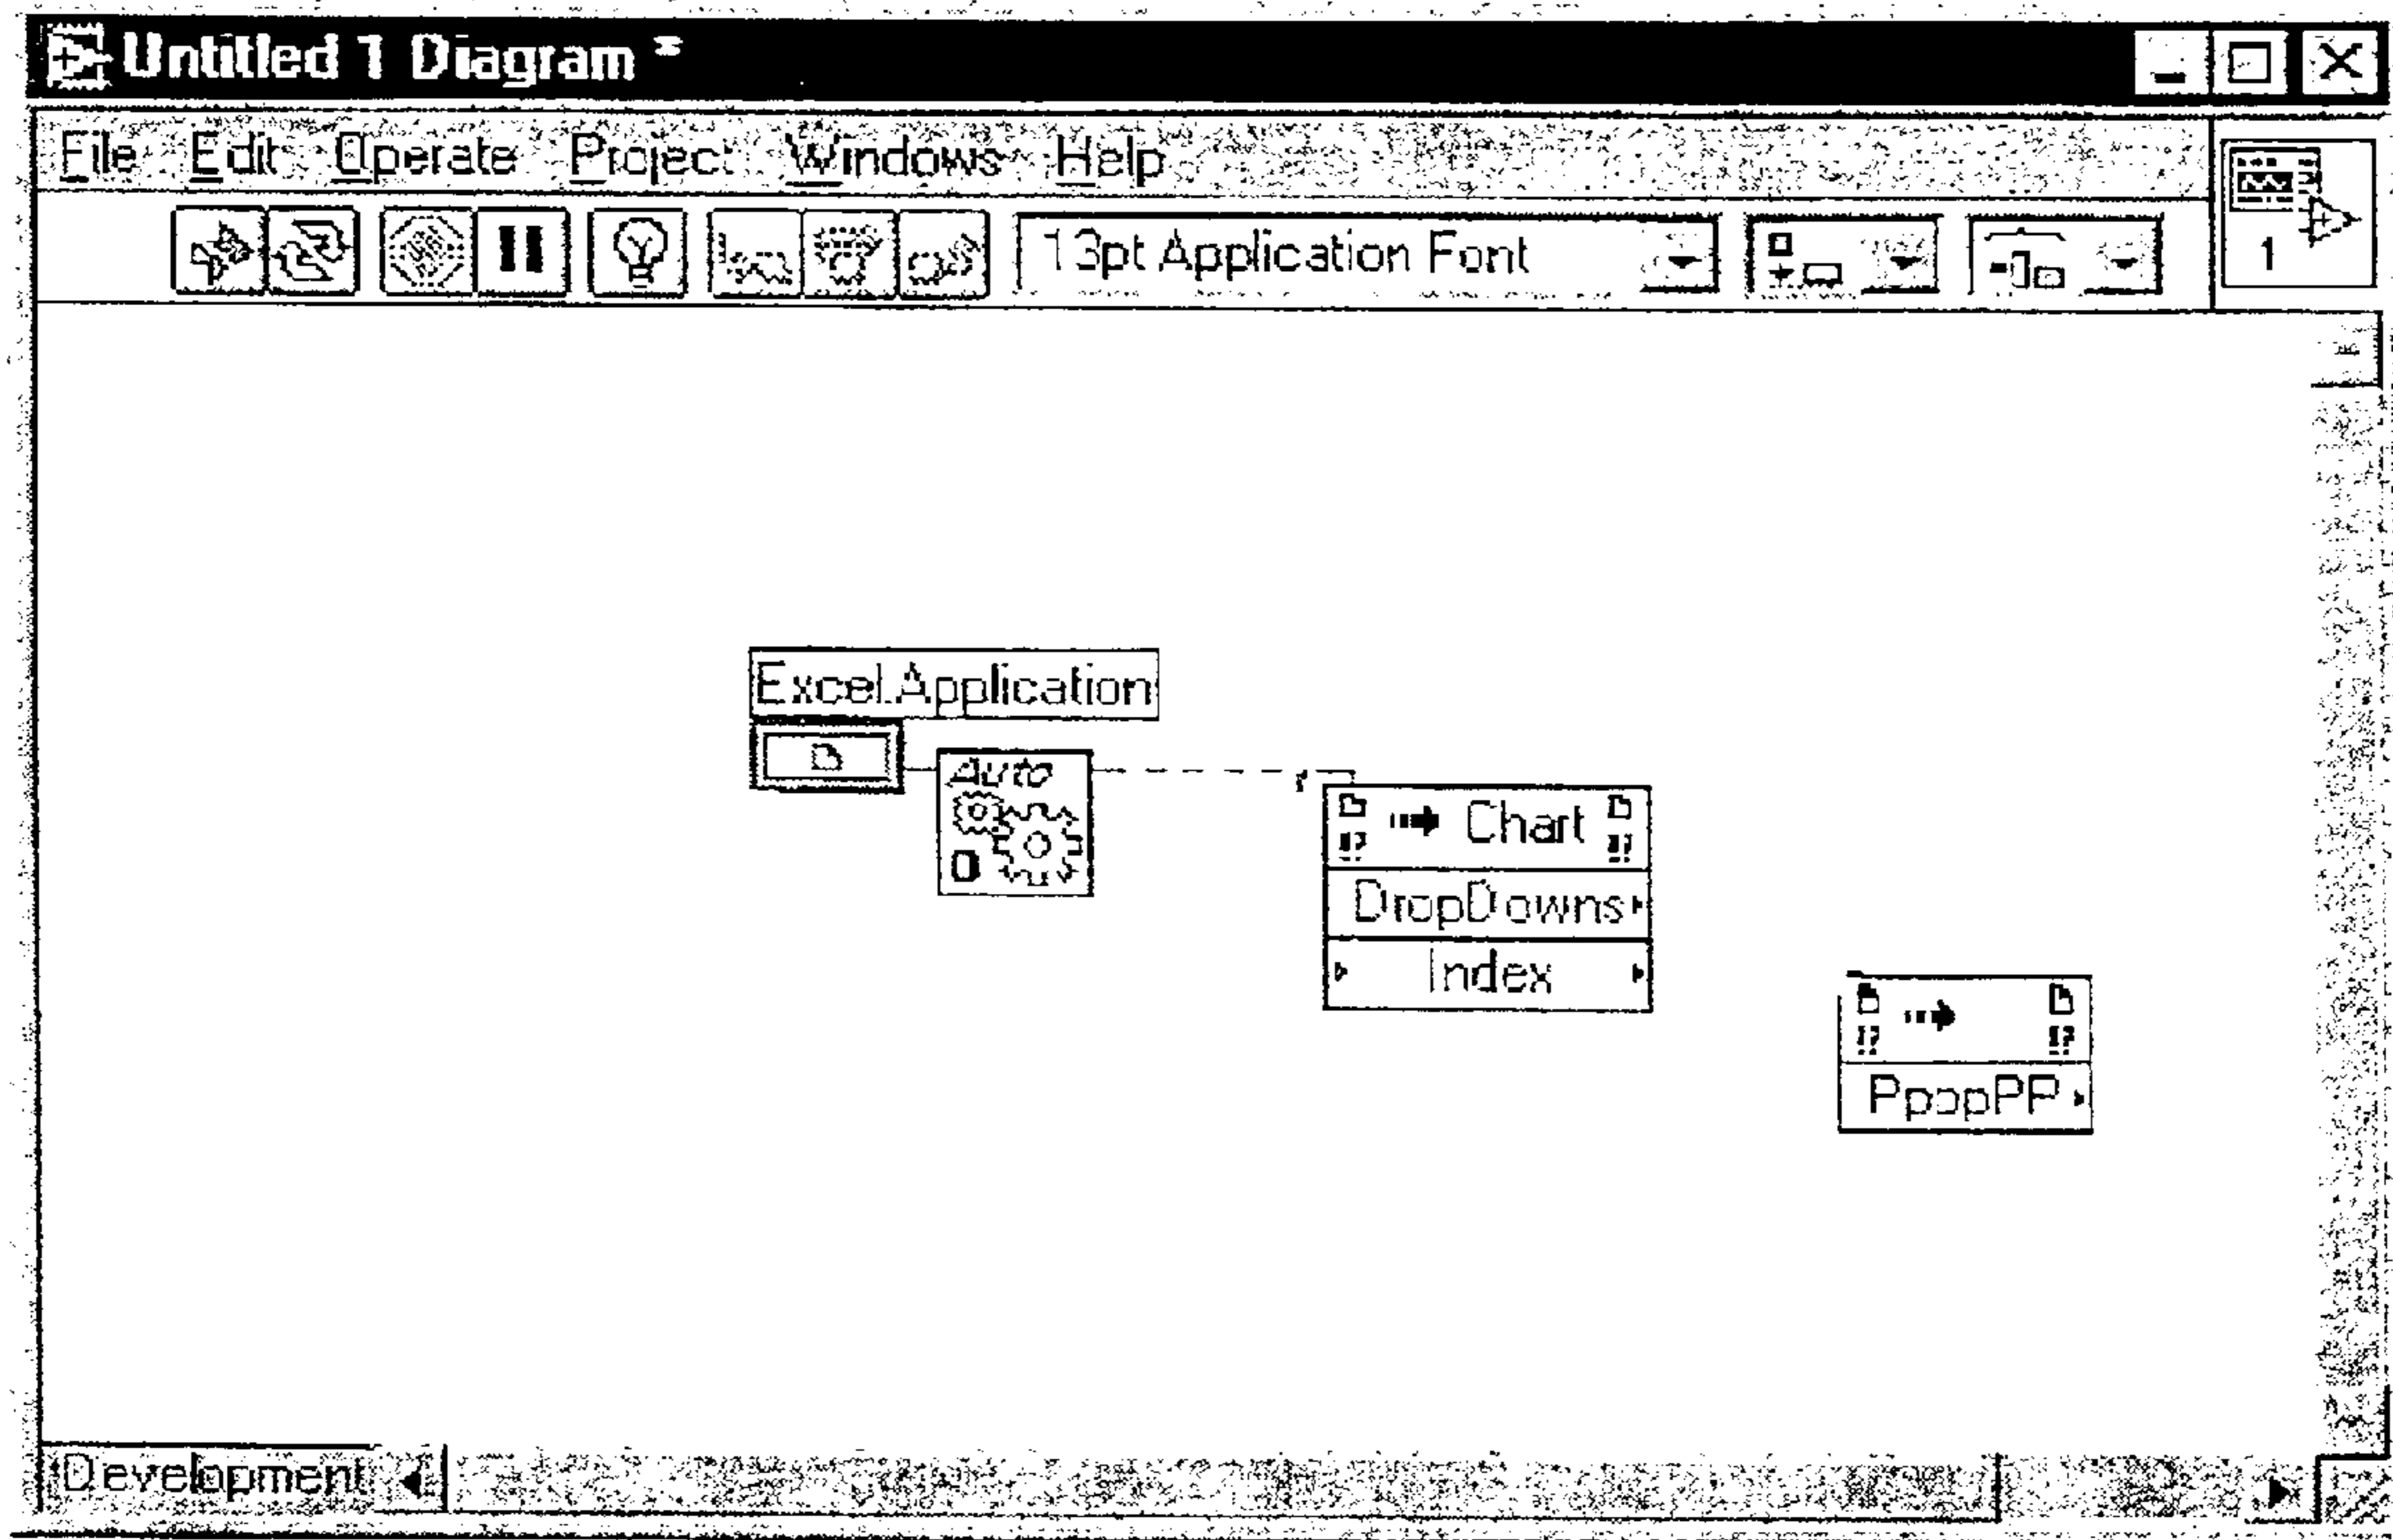 Untitled 1 Diagram *
File Edit Operate Project Windows Help
13pt Application Font
1
Excel.Application
Auto
Chart
DropDowns
Index
PpopPP
Development